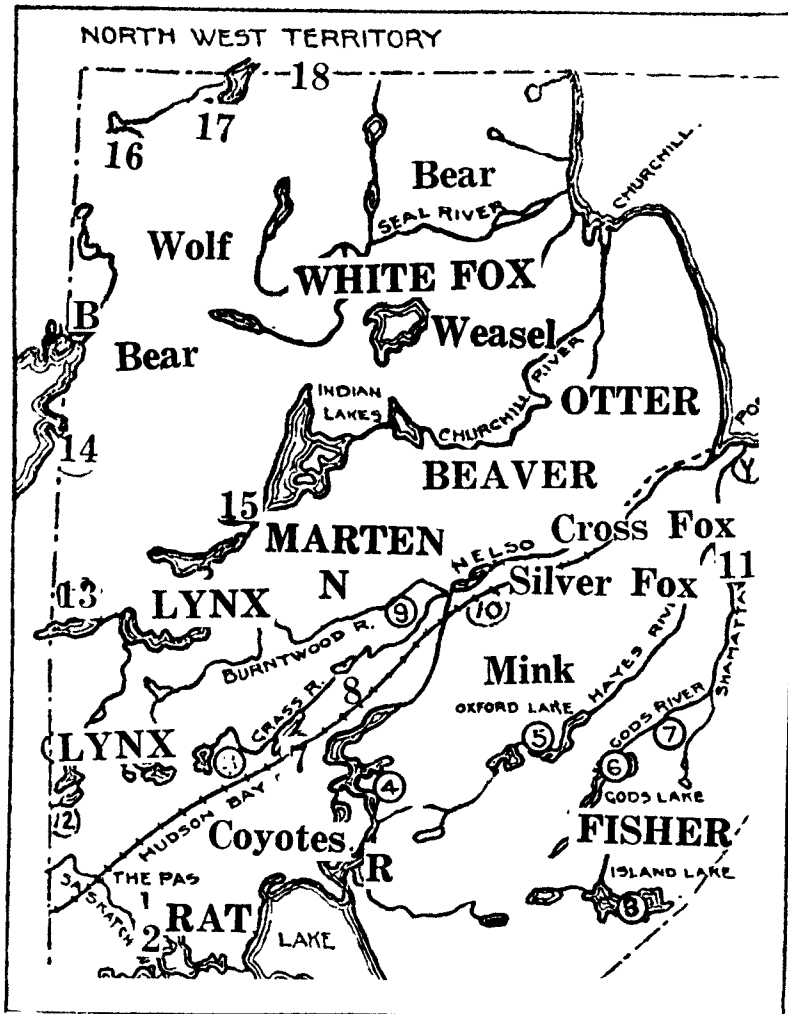 NORTH WEST TERRITORY
18
17
16
Bear
CHURCHILL.
SEAL RIVER
Wolf
WHITE FOX
B
Weasel
Bear
RIVER
INDIAN
LAKES
CHURCHILL
OTTER
PO
14
BEAVER
Y
15
Cross Fox
MARTEN
NELSO
N
Silver Fox
11
13
LYNX
9
10
BURNTWOOD R.
HAYES RIV
SHAMATTA
Mink
GRASS R.
8
OXFORD LAKE
GODS RIVER
LYNX
7
5
7
6
4
GODS LAKE
12
HUDSON BAY
Coyotes
FISHER
R
ISLAND LAKE
THE PAS
SASKATCH
1
RAT
LAKE
2